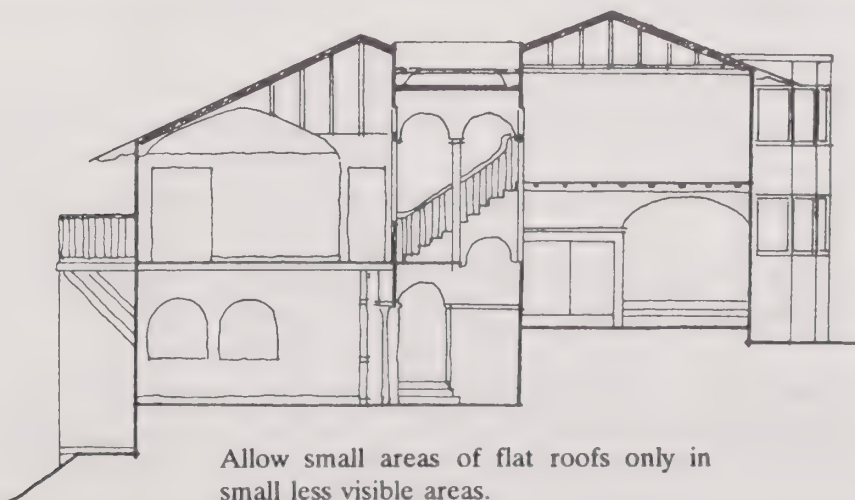 Allow small areas of flat roofs only in
small less visible areas.